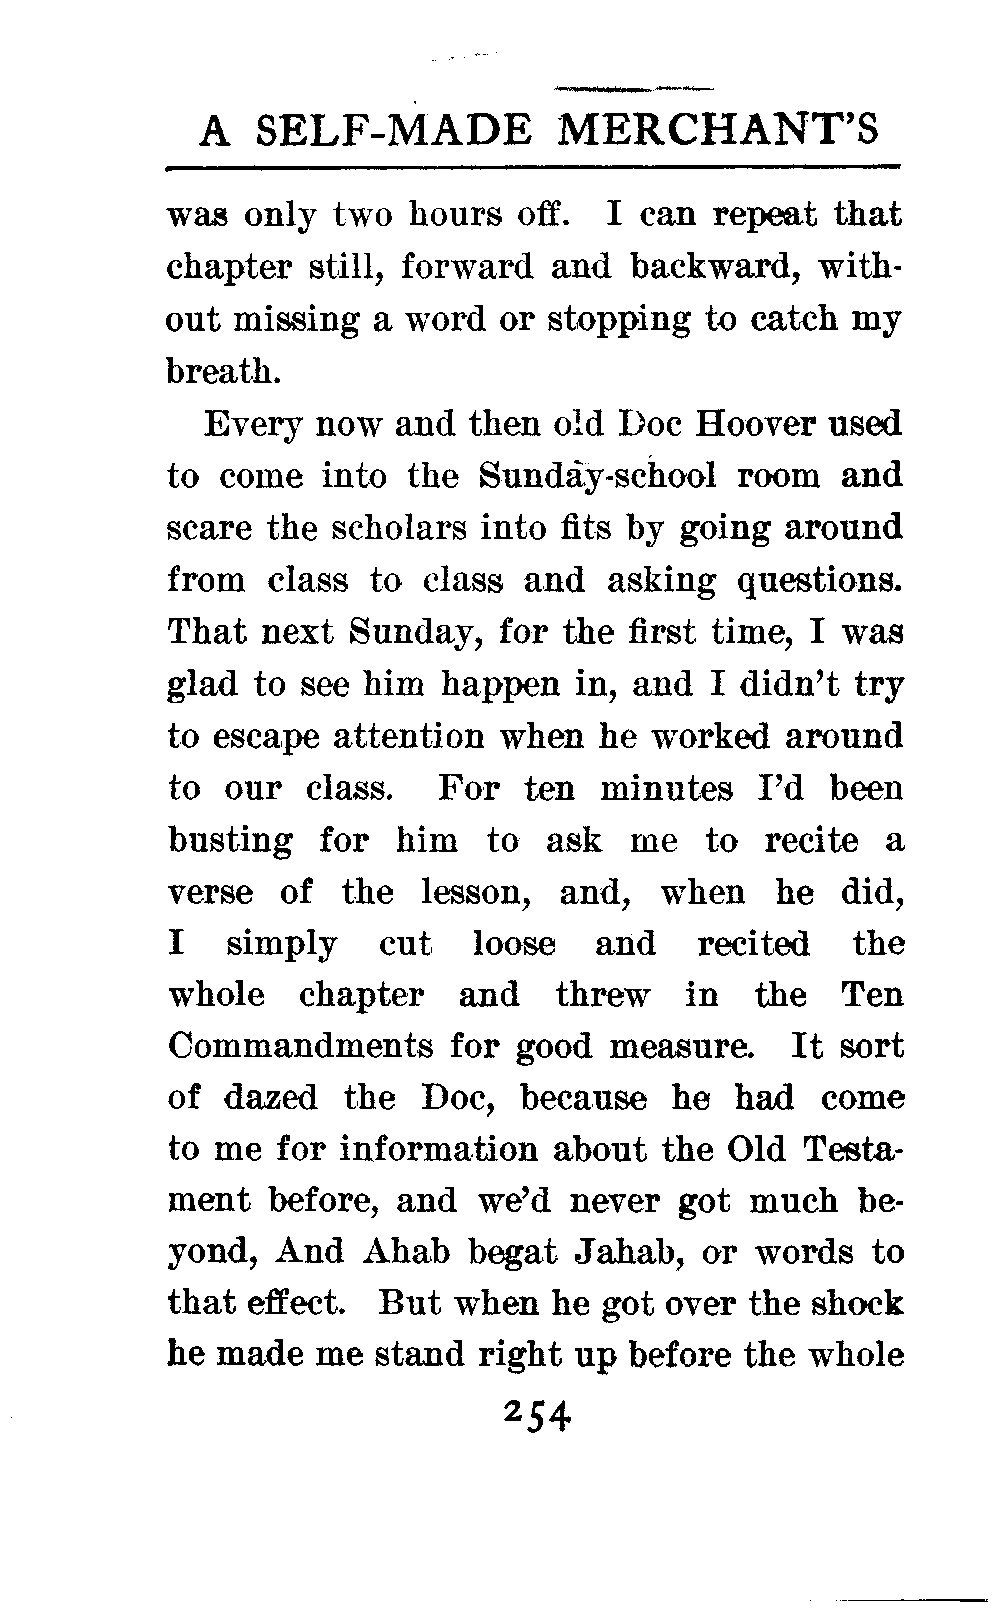 A SELF-MADE MERCHANT'S
was only two hours off. I can repeat that
chapter still, forward and backward, with-
out missing a word or stopping to catch my
breath.
Every now and then old Doc Hoover used
to come into the Sunday-school room and
scare the scholars into fits by going around
from class to class and asking questions.
That next Sunday, for the first time, I was
glad to see him happen in, and I didn't try
to escape attention when he worked around
to our class. For ten minutes I'd been
busting for him to ask me to recite a
verse of the lesson, and, when he did,
I simply cut loose and recited the
whole chapter and threw in the Ten
Commandments for good measure. It sort
of dazed the Doc, because he had come
to me for information about the Old Testa-
ment before, and we'd never got much be-
yond, And Ahab begat Jahab, or words to
that effect. But when he got over the shock
he made me stand right up before the whole
254